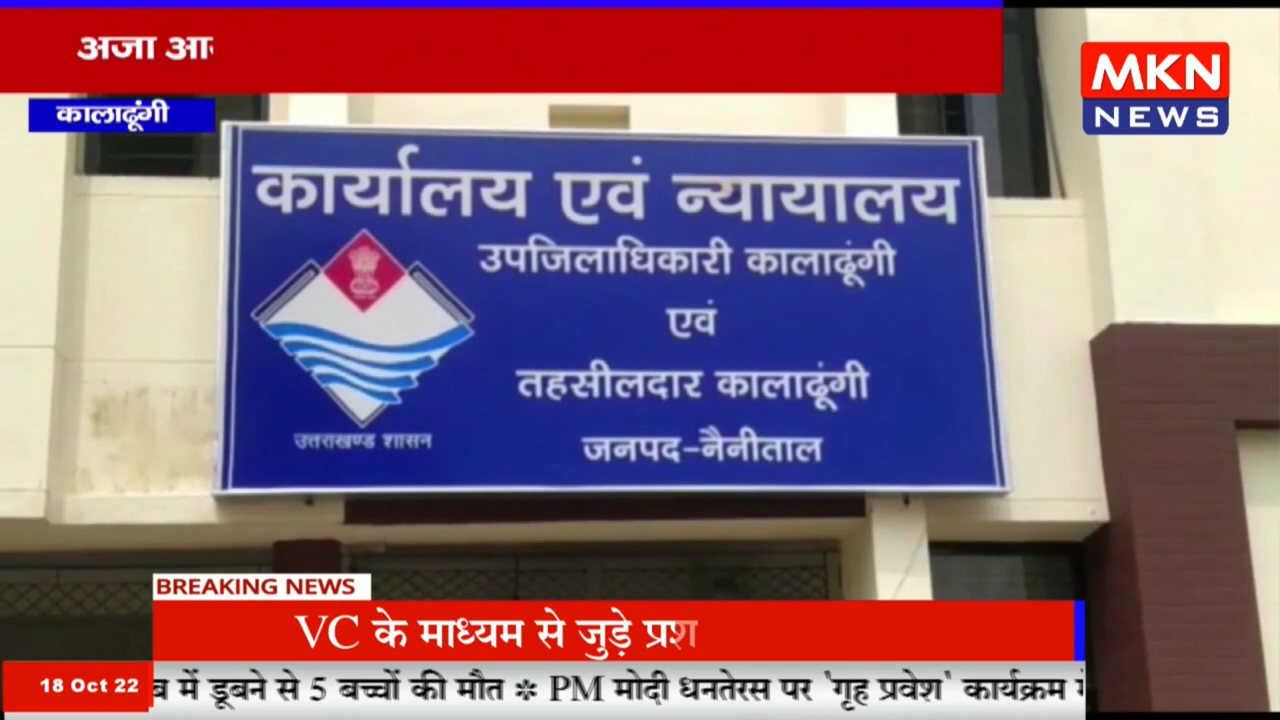 अजा
MKN
NEWS
कालाढूंगी
कार्यालय एवं न्यायालय
उपजिलाधिकारी कालाढूंगी
एवं
तहसीलदार कालाढूंगी
जनपद-नैनीताल
उत्तराखण्ड शासन
BREAKING NEWS
VC के माध्यम से जुड़े
18 Oct 22
में डूबने से 5 बच्चों की मौत * PM मोदी धनतेरस पर 'गृह प्रवेश' कार्यक्रम